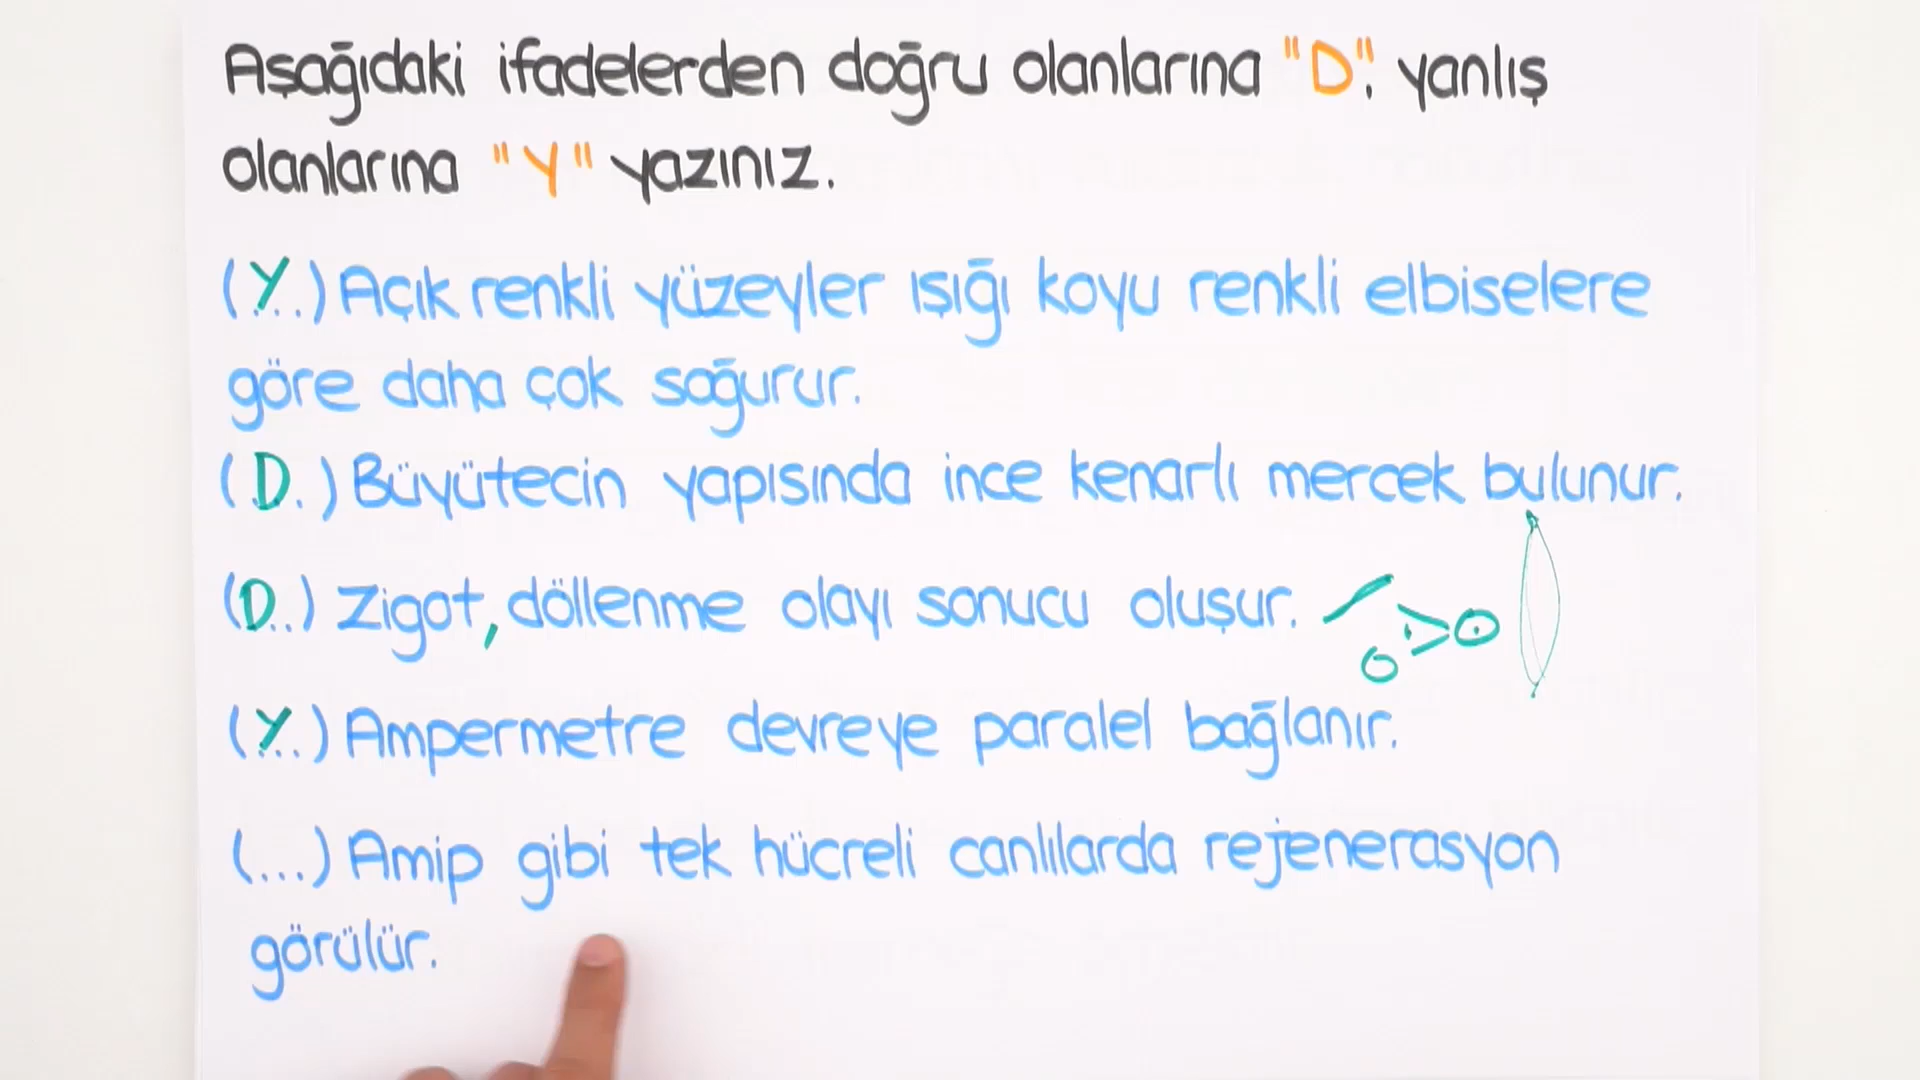 Aşağıdaki ifadelerden doğru olanlarına "D", yanlış
olanlarına "Y" yazınız.
(Y..) Açık renkli yüzeyler ışığı koyu renkli elbiselere
göre daha çok soğurur.
(D.) Büyütecin yapısında ince kenarlı mercek bulunur.
(D..) Zigot, döllenme olayı sonucu oluşur.
(Y..) Ampermetre devreye paralel bağlanır.
(...) Amip gibi tek hücreli canlılarda rejenerasyon
görülür.